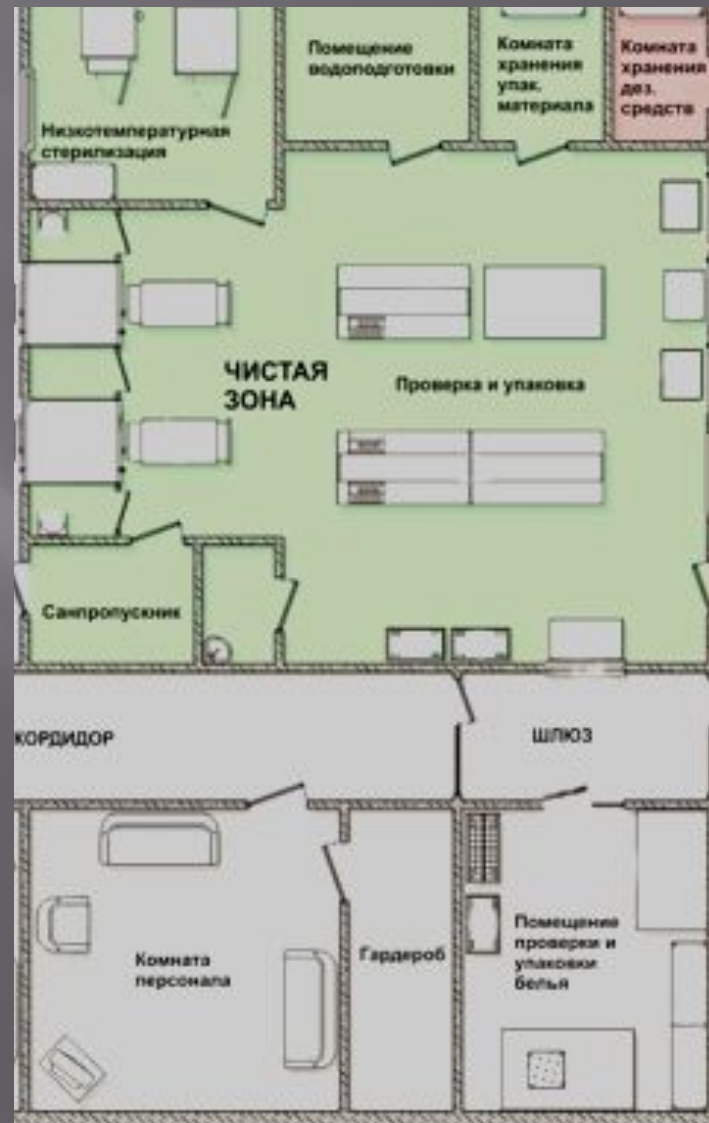 Помещение
водоподготовки
Комната
хранения
упак.
материала
Комната
хранения
дез.
средств
Низкотемпературная
стерилизация
ЧИСТАЯ
ЗОНА
Проверка и упаковка
Санпропускник
КОРДИДОР
ШЛЮЗ
Комната
персонала
Гардероб
Помещение
проверки и
упаковки
белья